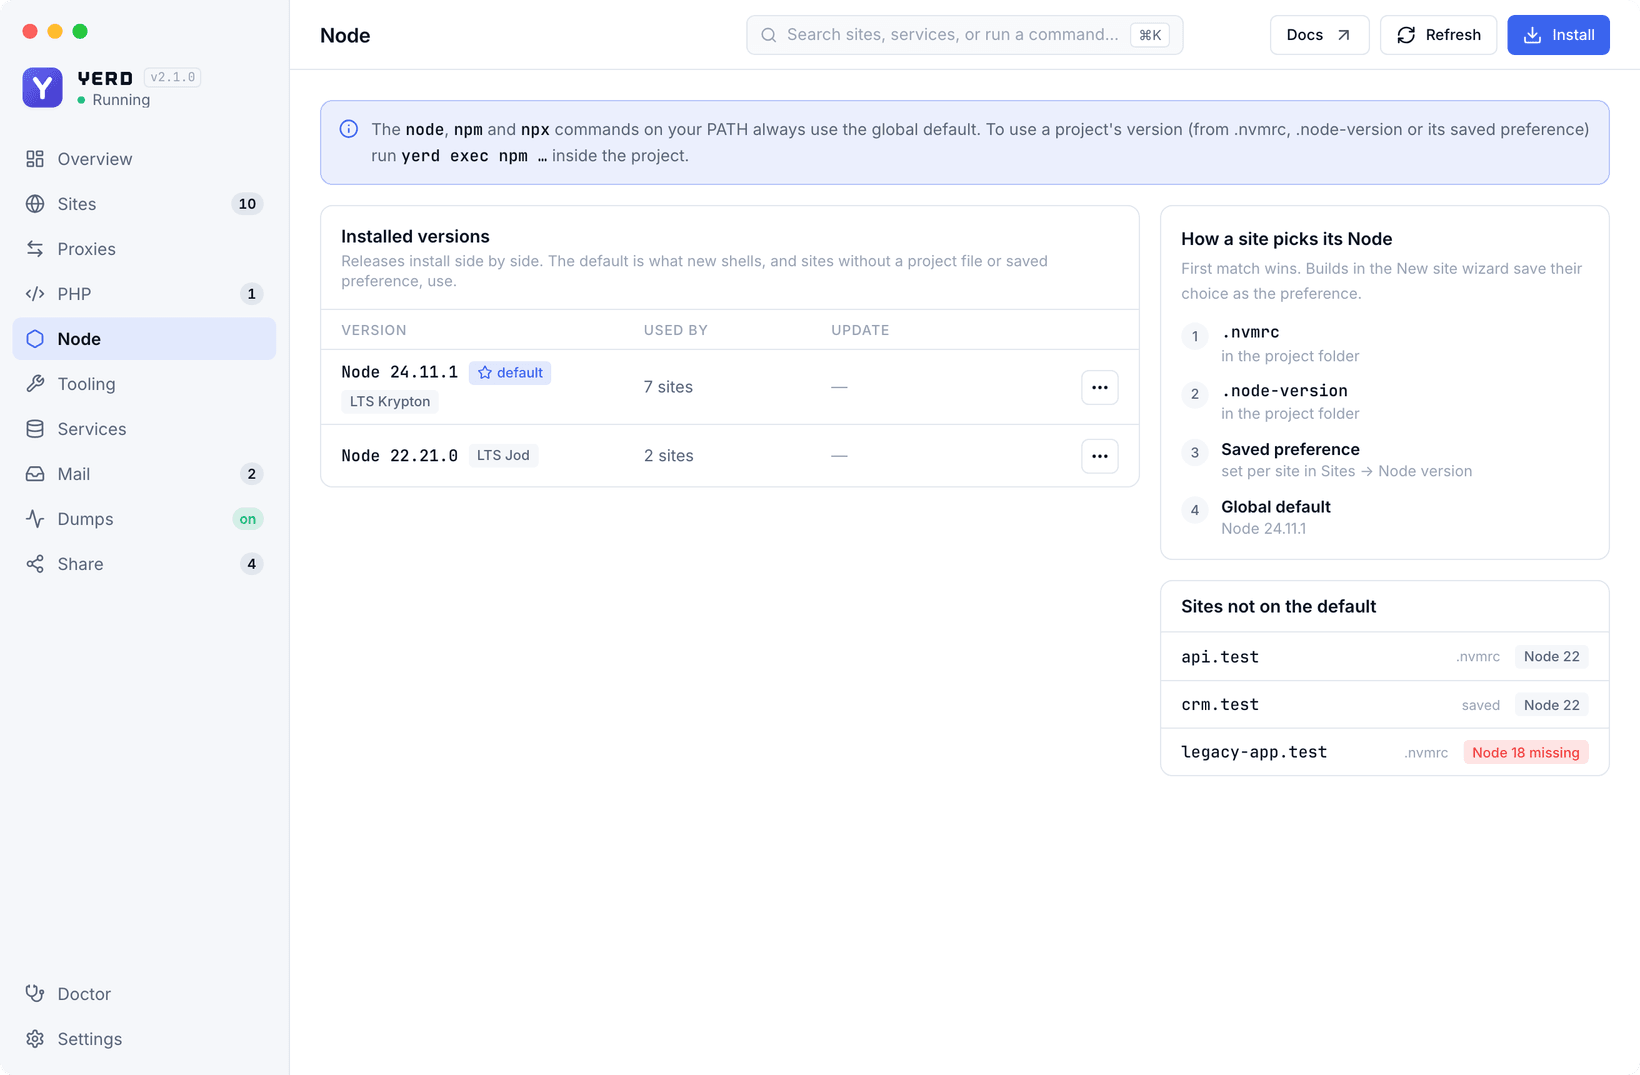 YERD v2.1.0
Running
Overview
Sites 10
Proxies
PHP 1
Node
Tooling
Services
Mail 2
Dumps on
Share 4
Doctor
Settings
Node
Search sites, services, or run a command... ⌘K
Docs
Refresh
Install
The node, npm and npx commands on your PATH always use the global default. To use a project's version (from .nvmrc, .node-version or its saved preference)
run yerd exec npm … inside the project.
Installed versions
Releases install side by side. The default is what new shells, and sites without a project file or saved
preference, use.
VERSION USED BY UPDATE
Node 24.11.1 default
LTS Krypton
7 sites —
Node 22.21.0 LTS Jod 2 sites —
How a site picks its Node
First match wins. Builds in the New site wizard save their
choice as the preference.
1 .nvmrc
in the project folder
2 .node-version
in the project folder
3 Saved preference
set per site in Sites → Node version
4 Global default
Node 24.11.1
Sites not on the default
api.test .nvmrc Node 22
crm.test saved Node 22
legacy-app.test .nvmrc Node 18 missing